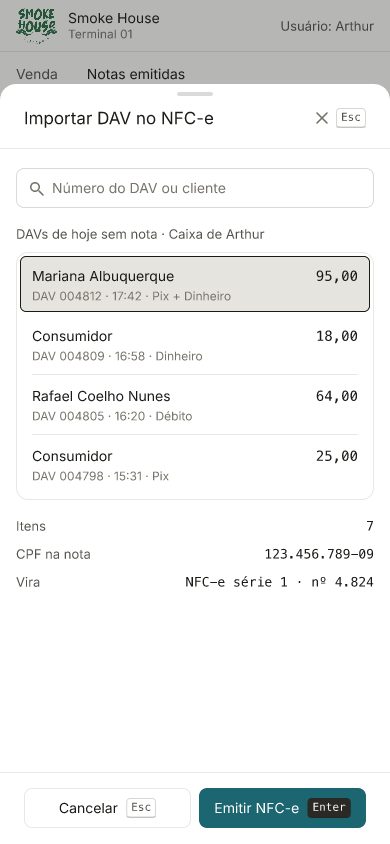 SMOKE
HOUSE
Smoke House
Terminal 01
Usuário: Arthur
Venda
Notas emitidas
Importar DAV no NFC-e
Esc
Número do DAV ou cliente
DAVs de hoje sem nota · Caixa de Arthur
Mariana Albuquerque 95,00
DAV 004812 · 17:42 · Pix + Dinheiro
Consumidor 18,00
DAV 004809 · 16:58 · Dinheiro
Rafael Coelho Nunes 64,00
DAV 004805 · 16:20 · Débito
Consumidor 25,00
DAV 004798 · 15:31 · Pix
Itens 7
CPF na nota 123.456.789-09
Vira NFC-e série 1 · nº 4.824
Cancelar Esc
Emitir NFC-e Enter